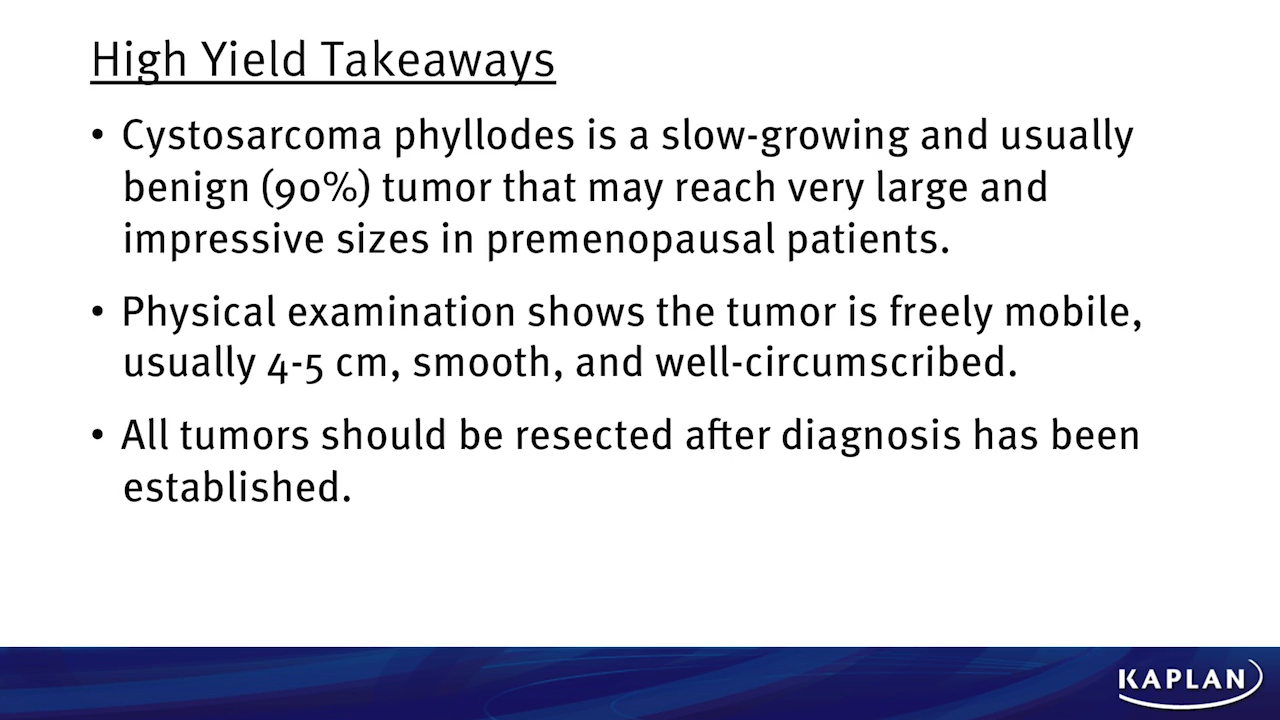 High Yield Takeaways
• Cystosarcoma phyllodes is a slow-growing and usually
benign (90%) tumor that may reach very large and
impressive sizes in premenopausal patients.
• Physical examination shows the tumor is freely mobile,
usually 4-5 cm, smooth, and well-circumscribed.
• All tumors should be resected after diagnosis has been
established.
KAPLAN